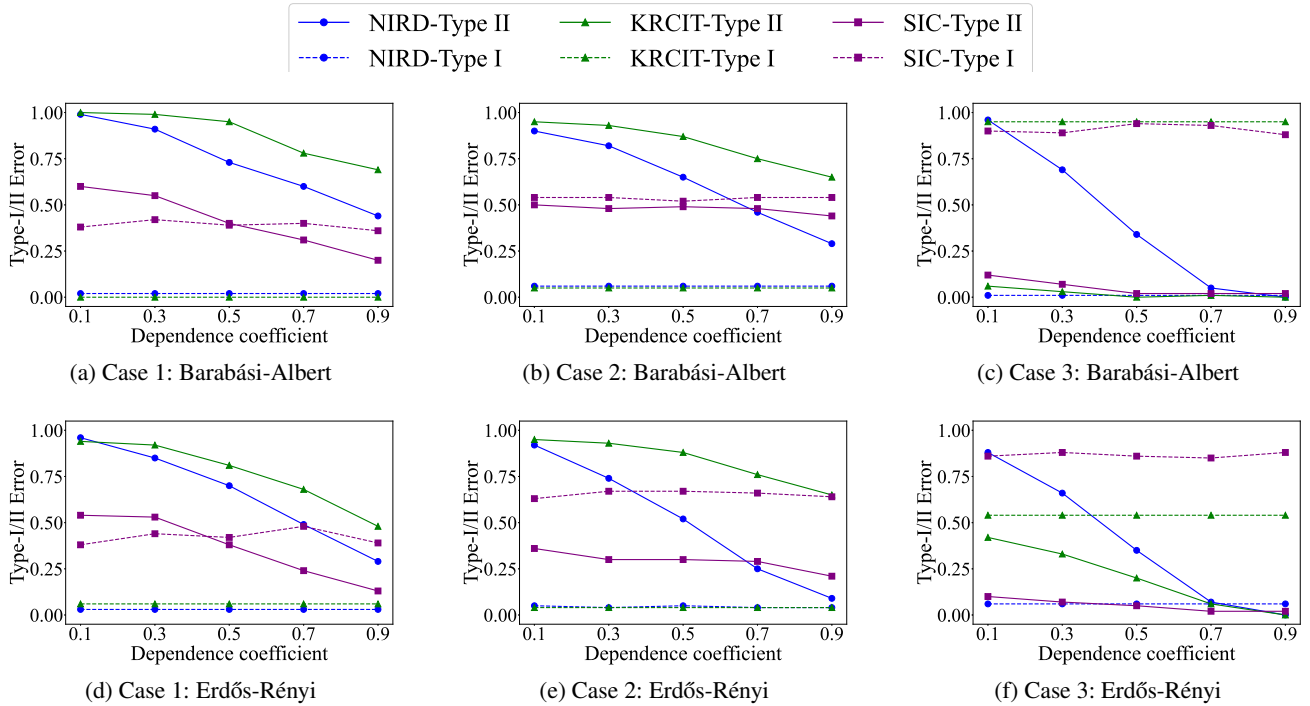 NIRD-Type II KRCIT-Type II SIC-Type II
NIRD-Type I KRCIT-Type I SIC-Type I
Type-I/II Error
1.00
0.75
0.50
0.25
0.00
0.1 0.3 0.5 0.7 0.9
Dependence coefficient
(a) Case 1: Barabási-Albert
Type-I/II Error
1.00
0.75
0.50
0.25
0.00
0.1 0.3 0.5 0.7 0.9
Dependence coefficient
(b) Case 2: Barabási-Albert
Type-I/II Error
1.00
0.75
0.50
0.25
0.00
0.1 0.3 0.5 0.7 0.9
Dependence coefficient
(c) Case 3: Barabási-Albert
Type-I/II Error
1.00
0.75
0.50
0.25
0.00
0.1 0.3 0.5 0.7 0.9
Dependence coefficient
(d) Case 1: Erdős-Rényi
Type-I/II Error
1.00
0.75
0.50
0.25
0.00
0.1 0.3 0.5 0.7 0.9
Dependence coefficient
(e) Case 2: Erdős-Rényi
Type-I/II Error
1.00
0.75
0.50
0.25
0.00
0.1 0.3 0.5 0.7 0.9
Dependence coefficient
(f) Case 3: Erdős-Rényi